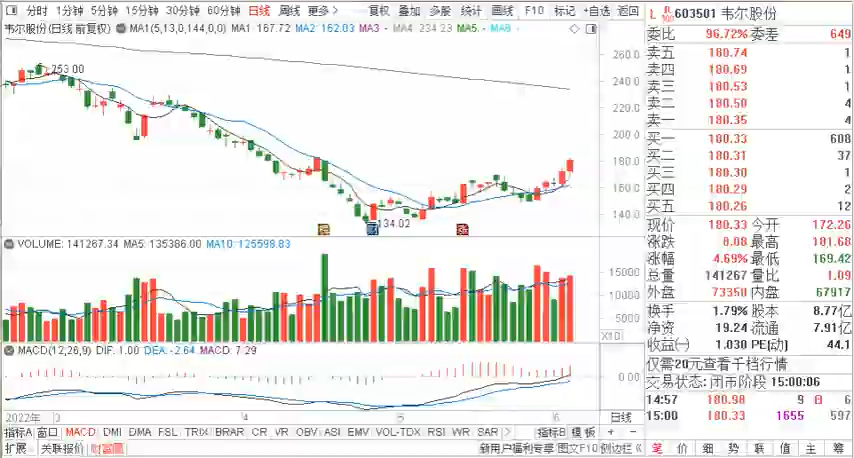 分时 1分钟 5分钟 15分钟 30分钟 60分钟 日线 周线 更多 复权 叠加 多股 统计 画线 F10 标记 +自选 返回
韦尔股份(日线 前复权) MA1(5,13,0,144,0,0) MA1: 167.72 MA2: 162.03 MA3: - MA4: 234.23 MA5: - MA6: -
253.00
260.0
240.0
220.0
200.0
180.0
160.0
140.0
134.02
VOLUME: 141267.34 MA5: 135386.00 MA10: 125599.83
15000
10000
5000
X10
MACD(12,26,9) DIF: 1.00 DEA: -2.64 MACD: 7.29
0.00
2022年 3 4 5 6 日线
指标A 窗口 MACD DMI DMA FSL TRIX BRAR CR VR OBV ASI EMV VOL-TDX RSI WR SAR 指标B 模板 + -
扩展 关联报价 财富圈 新用户福利专享 图文F10 侧边栏
603501 韦尔股份
委比 96.72% 委差 649
卖五 180.74 1
卖四 180.69 1
卖三 180.53 1
卖二 180.50 4
卖一 180.35 4
买一 180.33 608
买二 180.31 37
买三 180.30 1
买四 180.29 2
买五 180.26 12
现价 180.33 今开 172.26
涨跌 8.08 最高 181.68
涨幅 4.69% 最低 169.42
总量 141267 量比 1.09
外盘 73350 内盘 67917
换手 1.79% 股本 8.77亿
净资 19.24 流通 7.91亿
收益(一) 1.030 PE(动) 44.1
仅需20元查看千档行情
交易状态: 闭市阶段 15:00:06
14:57 180.98 9 日 6
15:00 180.33 1655 597
笔 价 细 势 联 值 主 筹